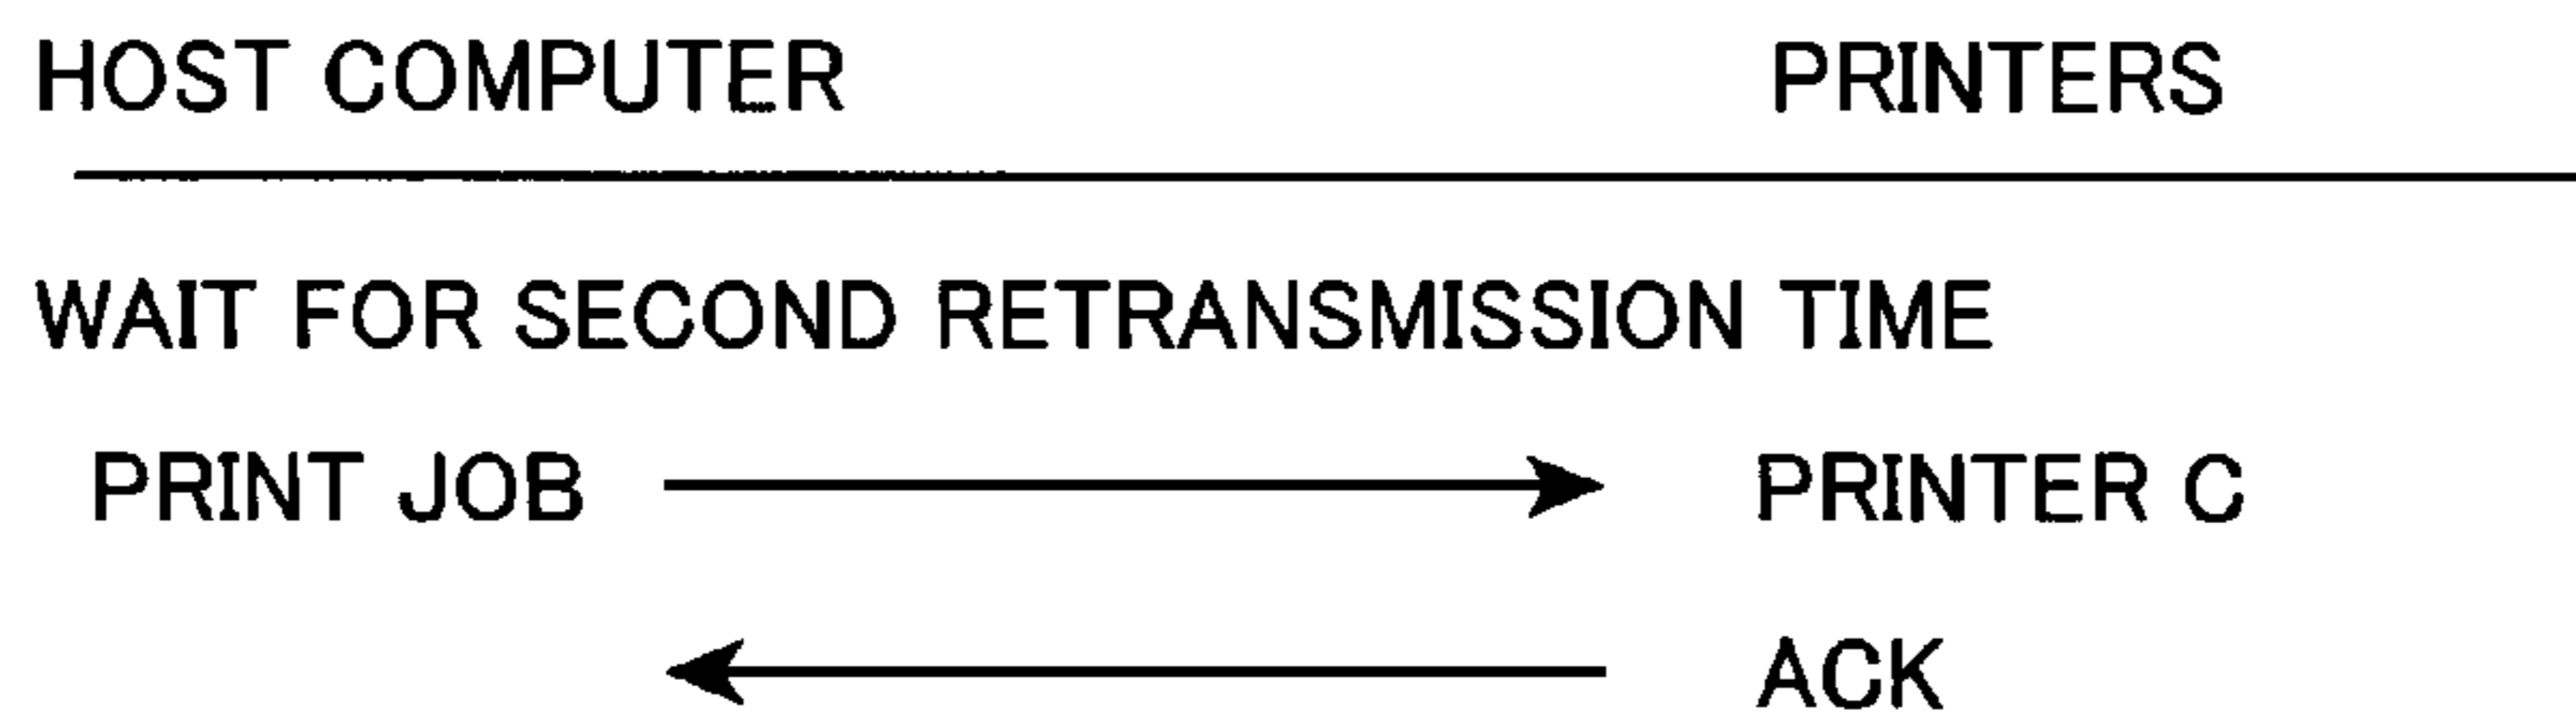 HOST COMPUTER PRINTERS
WAIT FOR SECOND RETRANSMISSION TIME
PRINT JOB PRINTER C
ACK